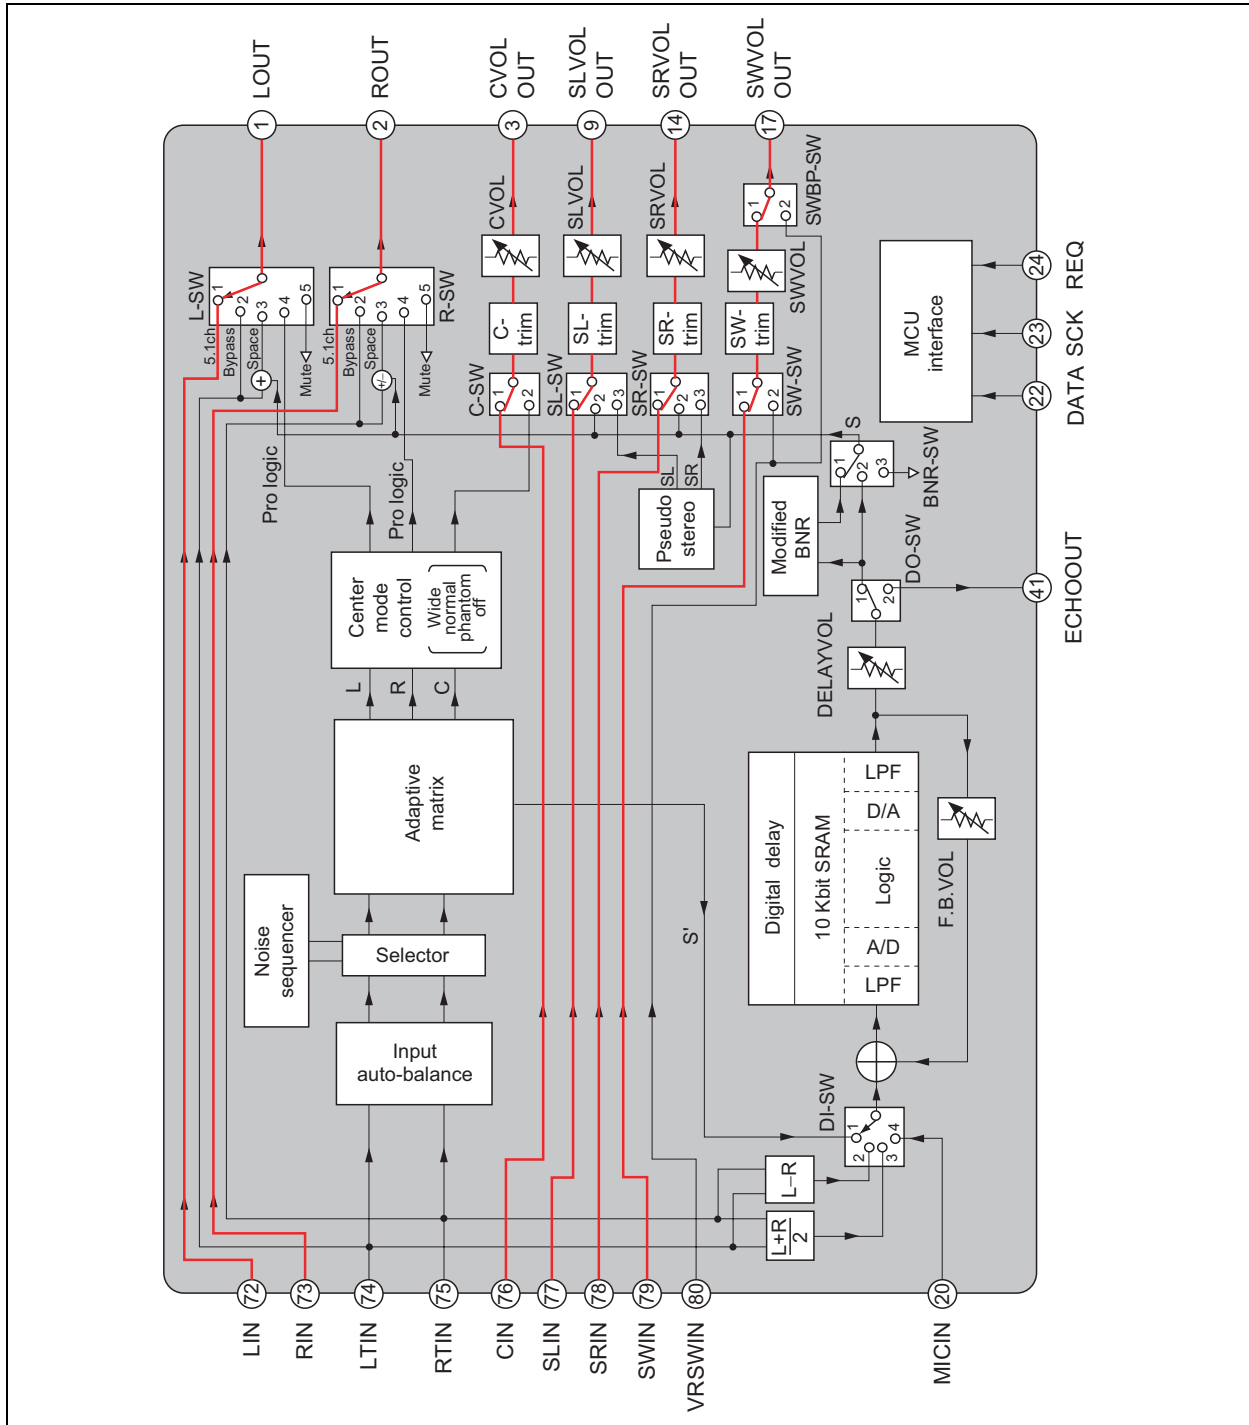 LOUT
ROUT
CVOL
OUT
SLVOL
OUT
SRVOL
OUT
SWVOL
OUT
1
2
3
9
14
17
L-SW
1
2
3
4
5
5.1ch
Bypass
Space
Mute
+
R-SW
1
2
3
4
5
5.1ch
Bypass
Space
Mute
+/−
CVOL
SLVOL
SRVOL
SWVOL
SWBP-SW
1
2
C-
trim
SL-
trim
SR-
trim
SW-
trim
C-SW
1
2
SL-SW
1
2
3
SR-SW
1
2
3
SW-SW
1
2
MCU
interface
24
23
22
REQ
SCK
DATA
Pro logic
Pro logic
SL
SR
Pseudo
stereo
S
1
2
3
BNR-SW
Modified
BNR
DO-SW
1
2
41
ECHOOUT
Center
mode
control
Wide
normal
phantom
off
L
R
C
Adaptive
matrix
DELAYVOL
Digital delay
10 Kbit SRAM
LPF
D/A
Logic
A/D
LPF
F.B.VOL
S'
Noise
sequencer
Selector
Input
auto-balance
DI-SW
1
2
3
4
L−R
L+R
2
72
73
74
75
76
77
78
79
80
20
LIN
RIN
LTIN
RTIN
CIN
SLIN
SRIN
SWIN
VRSWIN
MICIN